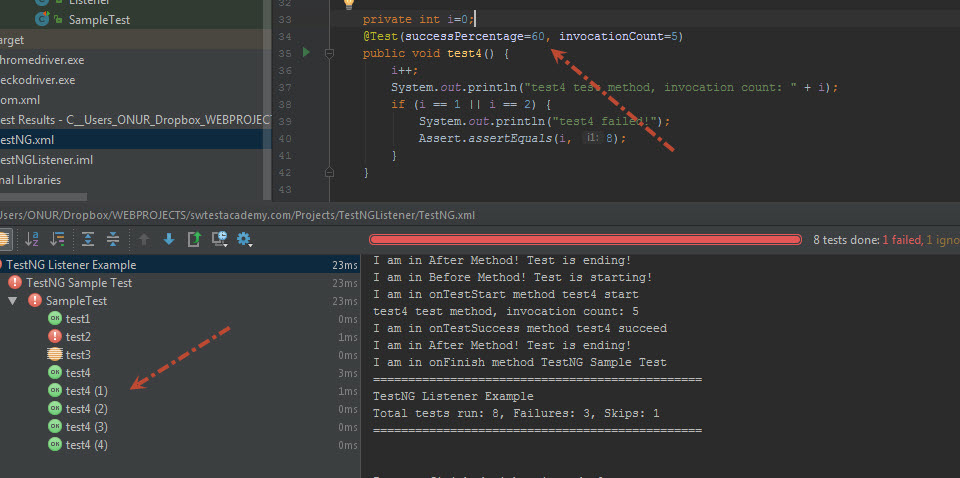 Listener
SampleTest
arget
hromedriver.exe
eckodriver.exe
om.xml
est Results - C__Users_ONUR_Dropbox_WEBPROJECT
estNG.xml
estNGListener.iml
nal Libraries
32
33 private int i=0;
34 @Test(successPercentage=60, invocationCount=5)
35 public void test4() {
36 i++;
37 System.out.println("test4 test method, invocation count: " + i);
38 if (i == 1 || i == 2) {
39 System.out.println("test4 failed!");
40 Assert.assertEquals(i, i1: 8);
41 }
42 }
43
Jsers/ONUR/Dropbox/WEBPROJECTS/swtestacademy.com/Projects/TestNGListener/TestNG.xml
8 tests done: 1 failed, 1 igno
TestNG Listener Example 23ms
TestNG Sample Test 23ms
SampleTest 23ms
OK test1 0ms
test2 1ms
test3 0ms
OK test4 3ms
OK test4 (1) 1ms
OK test4 (2) 0ms
OK test4 (3) 0ms
OK test4 (4) 0ms
I am in After Method! Test is ending!
I am in Before Method! Test is starting!
I am in onTestStart method test4 start
test4 test method, invocation count: 5
I am in onTestSuccess method test4 succeed
I am in After Method! Test is ending!
I am in onFinish method TestNG Sample Test
===============================================
TestNG Listener Example
Total tests run: 8, Failures: 3, Skips: 1
===============================================